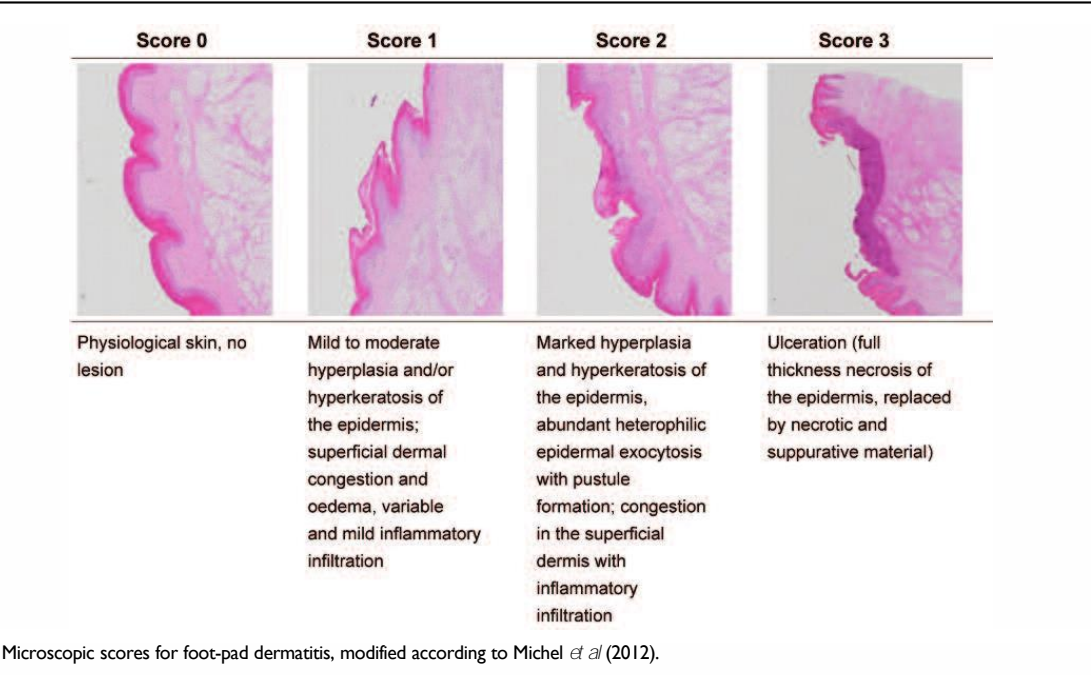 Score 0
Score 1
Score 2
Score 3
Physiological skin, no
lesion
Mild to moderate
hyperplasia and/or
hyperkeratosis of
the epidermis;
superficial dermal
congestion and
oedema, variable
and mild inflammatory
infiltration
Marked hyperplasia
and hyperkeratosis of
the epidermis,
abundant heterophilic
epidermal exocytosis
with pustule
formation; congestion
in the superficial
dermis with
inflammatory
infiltration
Ulceration (full
thickness necrosis of
the epidermis, replaced
by necrotic and
suppurative material)
Microscopic scores for foot-pad dermatitis, modified according to Michel et al (2012).